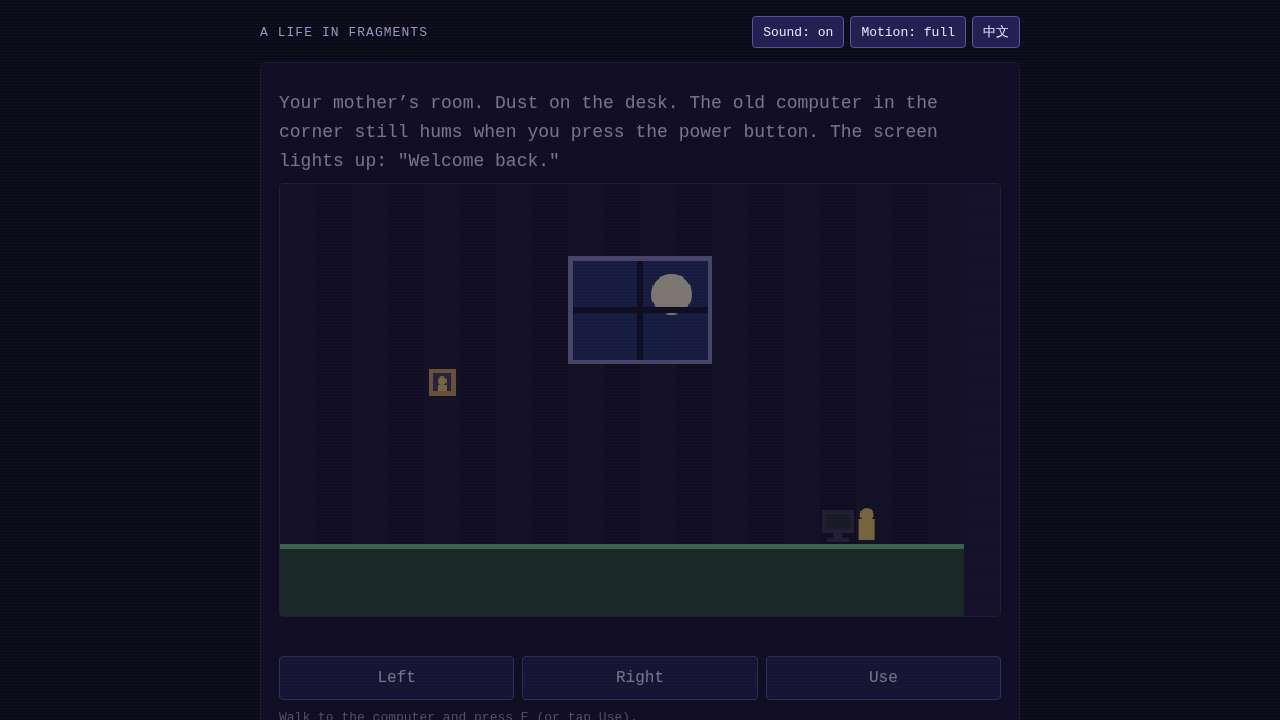 A LIFE IN FRAGMENTS
Sound: on
Motion: full
中文
Your mother’s room. Dust on the desk. The old computer in the
corner still hums when you press the power button. The screen
lights up: "Welcome back."
Left
Right
Use
Walk to the computer and press E (or tap Use).